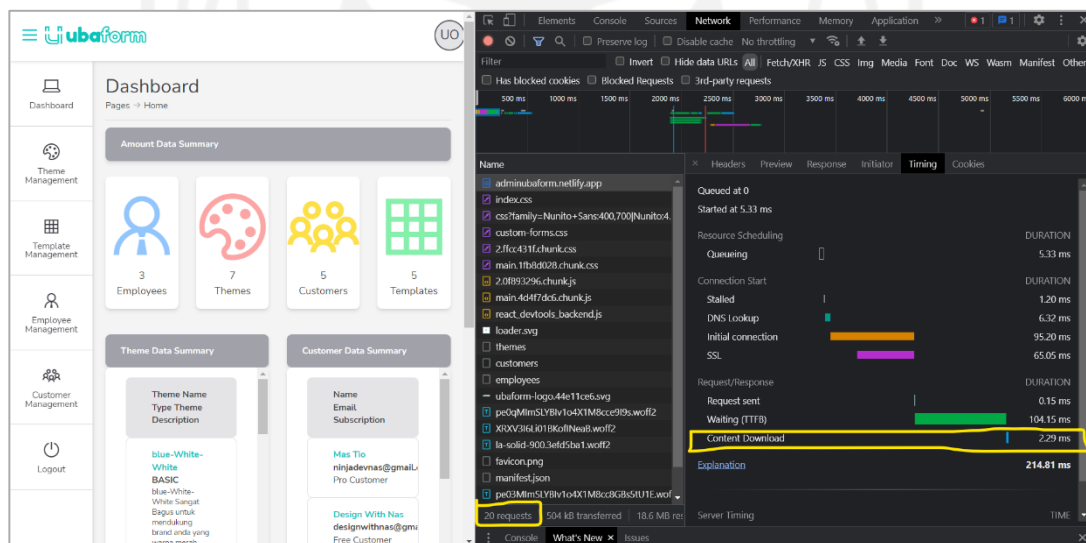 ubaform
UO
Dashboard
Theme
Management
Template
Management
Employee
Management
Customer
Management
Logout
Dashboard
Pages → Home
Amount Data Summary
3
Employees
7
Themes
5
Customers
5
Templates
Theme Data Summary
Theme Name
Type Theme
Description
blue-White-
White
BASIC
blue-White-
White Sangat
Bagus untuk
mendukung
brand anda yang
warna merah
Customer Data Summary
Name
Email
Subscription
Mas Tio
ninjadevnas@gmail.
Pro Customer
Design With Nas
designwithnas@gma
Free Customer
Elements Console Sources Network Performance Memory Application » 1 1
Preserve log Disable cache No throttling
Filter Invert Hide data URLs All Fetch/XHR JS CSS Img Media Font Doc WS Wasm Manifest Other
Has blocked cookies Blocked Requests 3rd-party requests
500 ms 1000 ms 1500 ms 2000 ms 2500 ms 3000 ms 3500 ms 4000 ms 4500 ms 5000 ms 5500 ms 6000 m
Name
adminubaform.netlify.app
index.css
css?family=Nunito+Sans:400,700|Nunito:4.
custom-forms.css
2.ffcc431f.chunk.css
main.1fb8d028.chunk.css
2.0f893296.chunk.js
main.4d4f7dc6.chunk.js
react_devtools_backend.js
loader.svg
themes
customers
employees
ubaform-logo.44e11ce6.svg
la-solid-900.3efd5ba1.woff2
favicon.png
manifest.json
20 requests 504 kB transferred 18.6 MB re
× Headers Preview Response Initiator Timing Cookies
Queued at 0
Started at 5.33 ms
Resource Scheduling DURATION
Queueing 5.33 ms
Connection Start DURATION
Stalled 1.20 ms
DNS Lookup 6.32 ms
Initial connection 95.20 ms
SSL 65.05 ms
Request/Response DURATION
Request sent 0.15 ms
Waiting (TTFB) 104.15 ms
Content Download 2.29 ms
Explanation 214.81 ms
Server Timing TIME
Console What's New × Issues